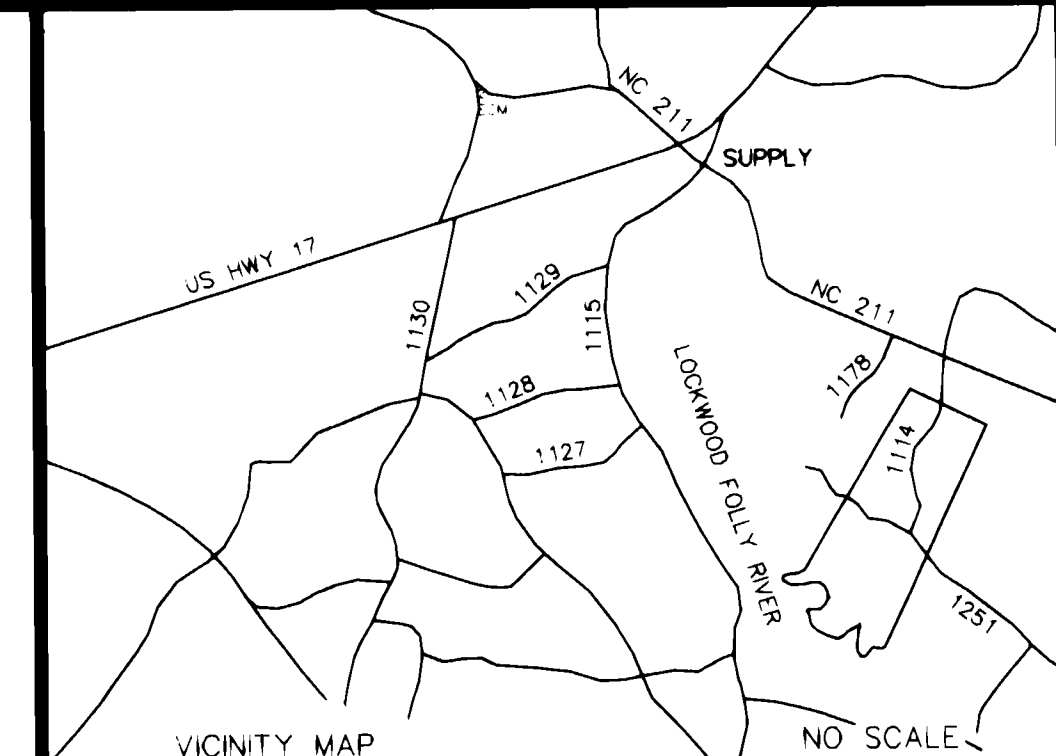 NC 211
SUPPLY
US HWY 17
1129
1130
1115
NC 211
1178
1128
LOCKWOOD FOLLY RIVER
1114
1127
1251
VICINITY MAP
NO SCALE